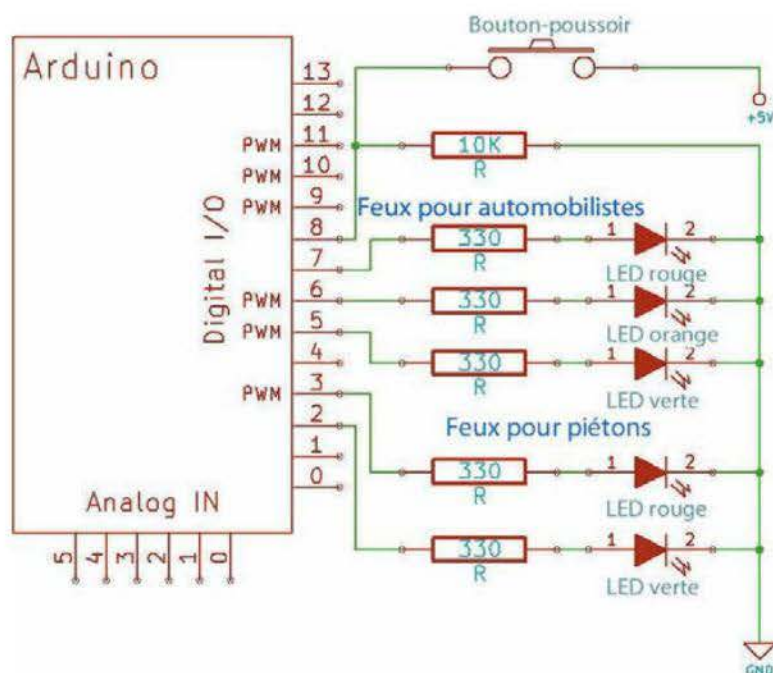 Bouton-poussoir
Arduino
+5V
13
12
PWM 11
PWM 10
PWM 9
8
7
PWM 6
PWM 5
4
PWM 3
2
1
0
Digital I/O
Analog IN
5 4 3 2 1 0
10K
R
Feux pour automobilistes
330
R
1 2
LED rouge
330
R
1 2
LED orange
330
R
1 2
LED verte
Feux pour piétons
330
R
1 2
LED rouge
330
R
1 2
LED verte
GND